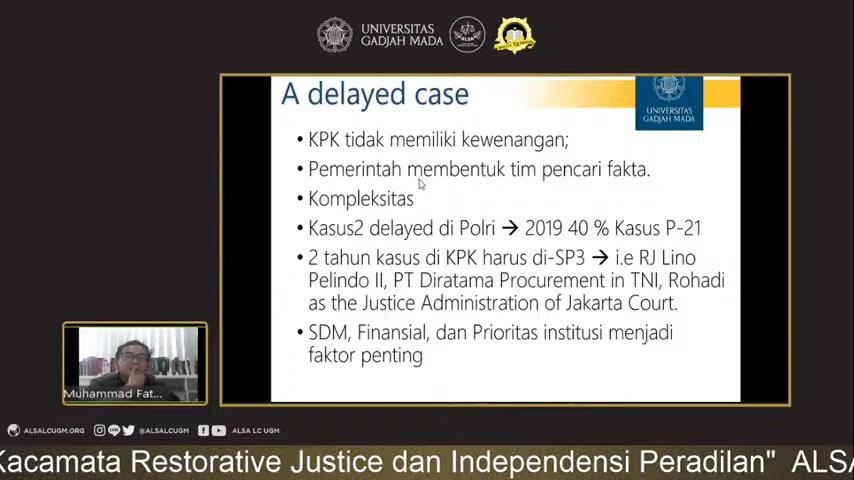 UNIVERSITAS
GADJAH MADA
ALSA
A delayed case
UNIVERSITAS
GADJAH MADA
• KPK tidak memiliki kewenangan;
• Pemerintah membentuk tim pencari fakta.
• Kompleksitas
• Kasus2 delayed di Polri → 2019 40 % Kasus P-21
• 2 tahun kasus di KPK harus di-SP3 → i.e RJ Lino
Pelindo II, PT Diratama Procurement in TNI, Rohadi
as the Justice Administration of Jakarta Court.
• SDM, Finansial, dan Prioritas institusi menjadi
faktor penting
Muhammad Fat...
ALSALCUGM.ORG @ALSALCUGM ALSA LC UGM
Kacamata Restorative Justice dan Independensi Peradilan" ALSA